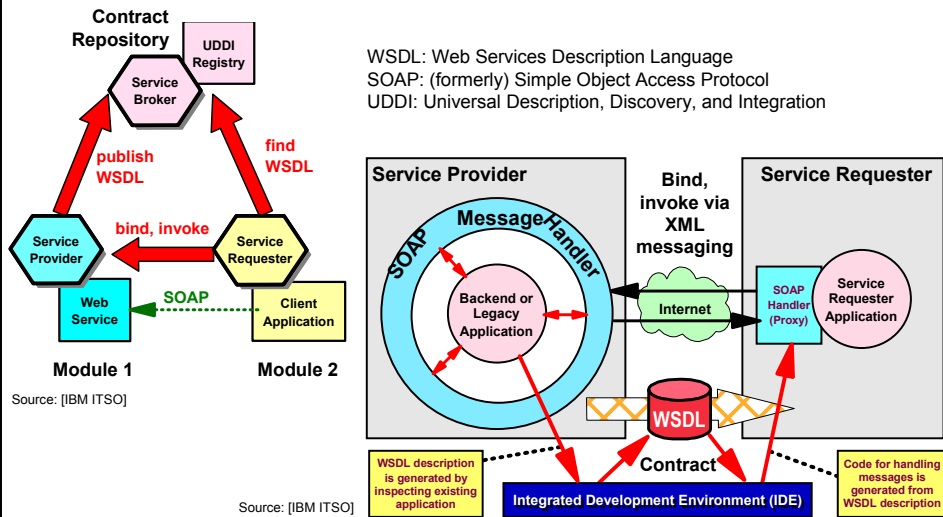 Contract
Repository
UDDI
Registry
Service
Broker
publish
WSDL
find
WSDL
bind, invoke
Service
Provider
Service
Requester
Web
Service
SOAP
Client
Application
Module 1
Module 2
Source: [IBM ITSO]
WSDL: Web Services Description Language
SOAP: (formerly) Simple Object Access Protocol
UDDI: Universal Description, Discovery, and Integration
Service Provider
SOAP Message Handler
Backend or
Legacy
Application
Bind,
invoke via
XML
messaging
Internet
Service Requester
SOAP
Handler
(Proxy)
Service
Requester
Application
WSDL
Contract
WSDL description
is generated by
inspecting existing
application
Integrated Development Environment (IDE)
Code for handling
messages is
generated from
WSDL description
Source: [IBM ITSO]